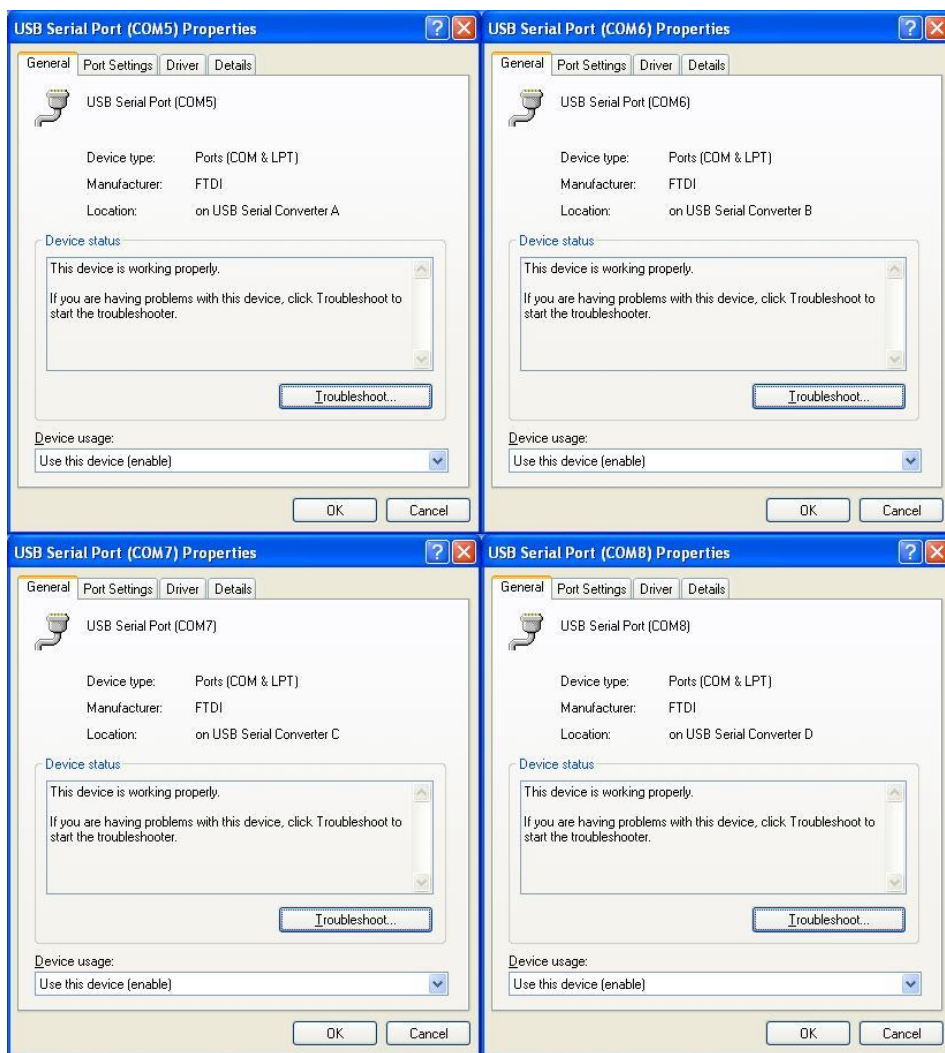 USB Serial Port (COM5) Properties
General Port Settings Driver Details
USB Serial Port (COM5)
Device type: Ports (COM & LPT)
Manufacturer: FTDI
Location: on USB Serial Converter A
Device status
This device is working properly.
If you are having problems with this device, click Troubleshoot to
start the troubleshooter.
Troubleshoot...
Device usage:
Use this device (enable)
OK Cancel
USB Serial Port (COM6) Properties
General Port Settings Driver Details
USB Serial Port (COM6)
Device type: Ports (COM & LPT)
Manufacturer: FTDI
Location: on USB Serial Converter B
Device status
This device is working properly.
If you are having problems with this device, click Troubleshoot to
start the troubleshooter.
Troubleshoot...
Device usage:
Use this device (enable)
OK Cancel
USB Serial Port (COM7) Properties
General Port Settings Driver Details
USB Serial Port (COM7)
Device type: Ports (COM & LPT)
Manufacturer: FTDI
Location: on USB Serial Converter C
Device status
This device is working properly.
If you are having problems with this device, click Troubleshoot to
start the troubleshooter.
Troubleshoot...
Device usage:
Use this device (enable)
OK Cancel
USB Serial Port (COM8) Properties
General Port Settings Driver Details
USB Serial Port (COM8)
Device type: Ports (COM & LPT)
Manufacturer: FTDI
Location: on USB Serial Converter D
Device status
This device is working properly.
If you are having problems with this device, click Troubleshoot to
start the troubleshooter.
Troubleshoot...
Device usage:
Use this device (enable)
OK Cancel